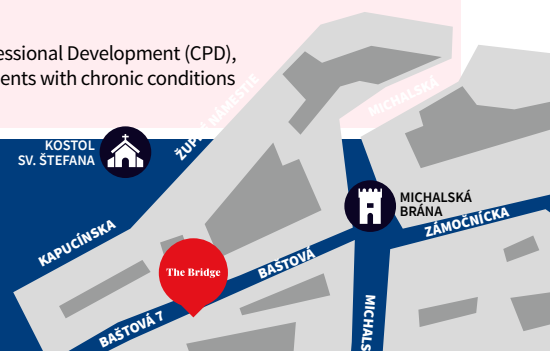 essional Development (CPD),
ents with chronic conditions
KOSTOL
SV. ŠTEFANA
ŽUPNÉ NÁMESTIE
MICHALSKÁ
MICHALSKÁ
BRÁNA
ZÁMOČNÍCKA
KAPUCÍNSKA
The Bridge
BAŠTOVÁ
BAŠTOVÁ 7
MICHALS